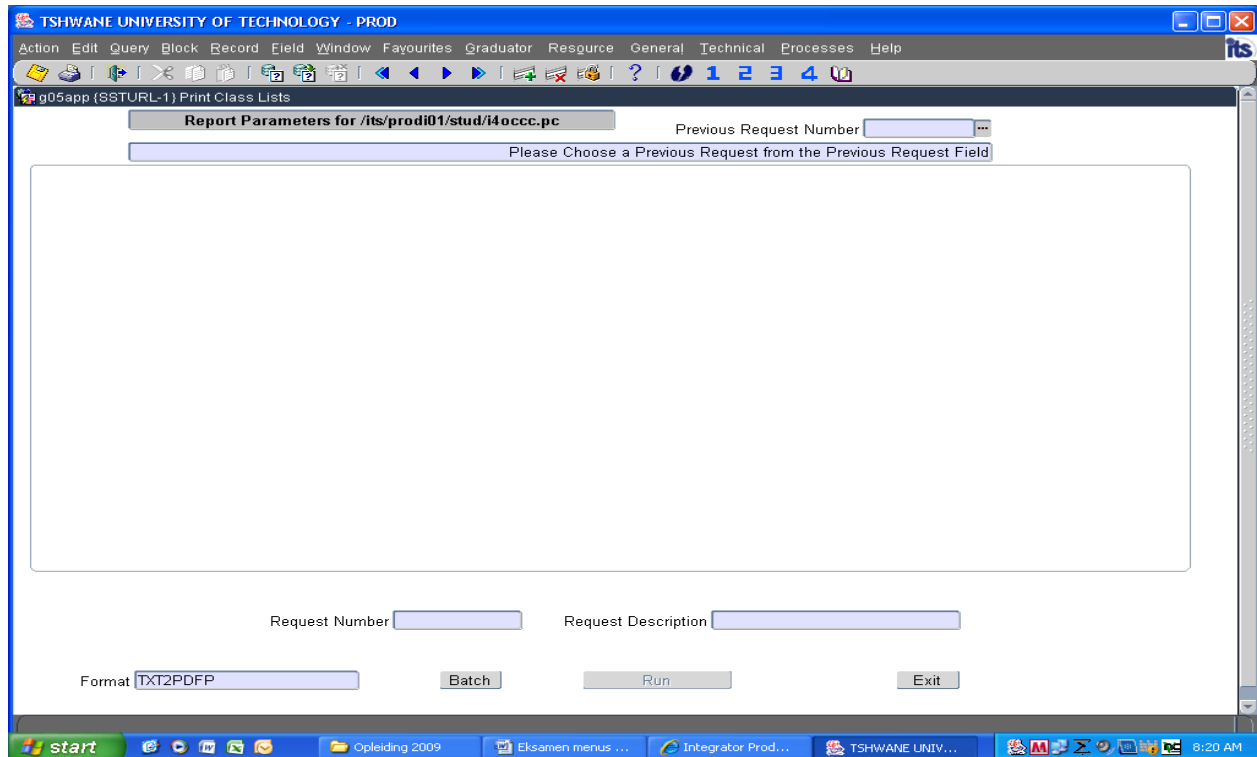 TSHWANE UNIVERSITY OF TECHNOLOGY - PROD
Action Edit Query Block Record Field Window Favourites Graduator Resource General Technical Processes Help
its
? 1 2 3 4
g05app {SSTURL-1} Print Class Lists
Report Parameters for /its/prodi01/stud/i4occc.pc
Previous Request Number ...
Please Choose a Previous Request from the Previous Request Field
Request Number Request Description
Format TXT2PDFP Batch Run Exit
start Opleiding 2009 Eksamen menus ... Integrator Prod... TSHWANE UNIV... 8:20 AM